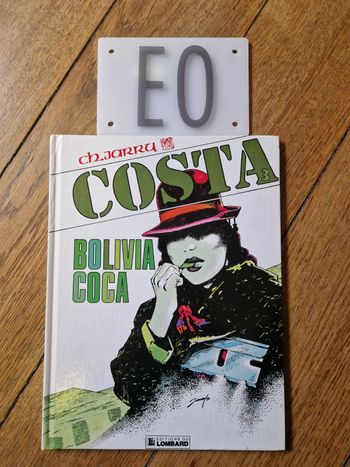 EO
CH.JARRY
COSTA
3
BOLIVIA
COCA
EDITIONS DU
LOMBARD